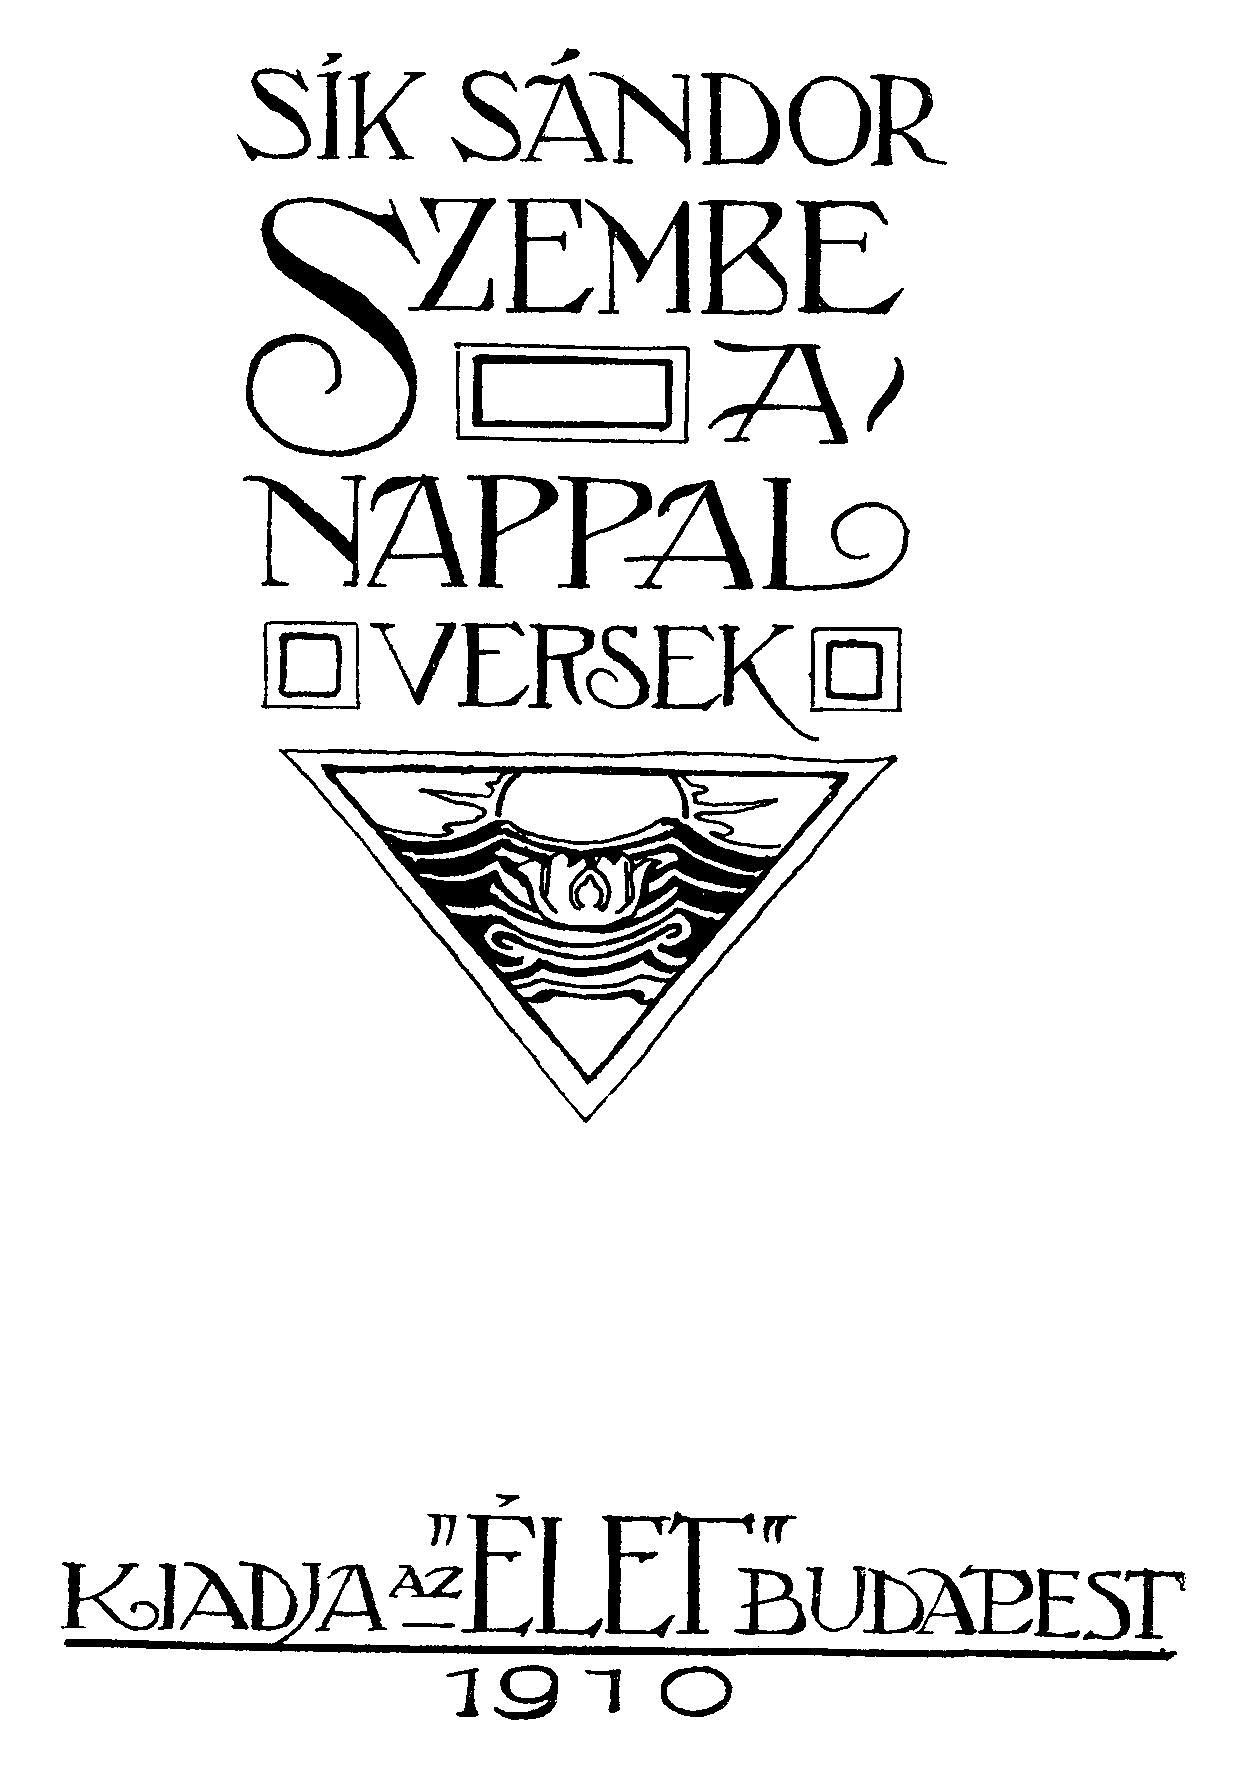 SÍK SÁNDOR
SZEMBE
A
NAPPAL
VERSEK
KIADJA AZ "ÉLET" BUDAPEST
1910